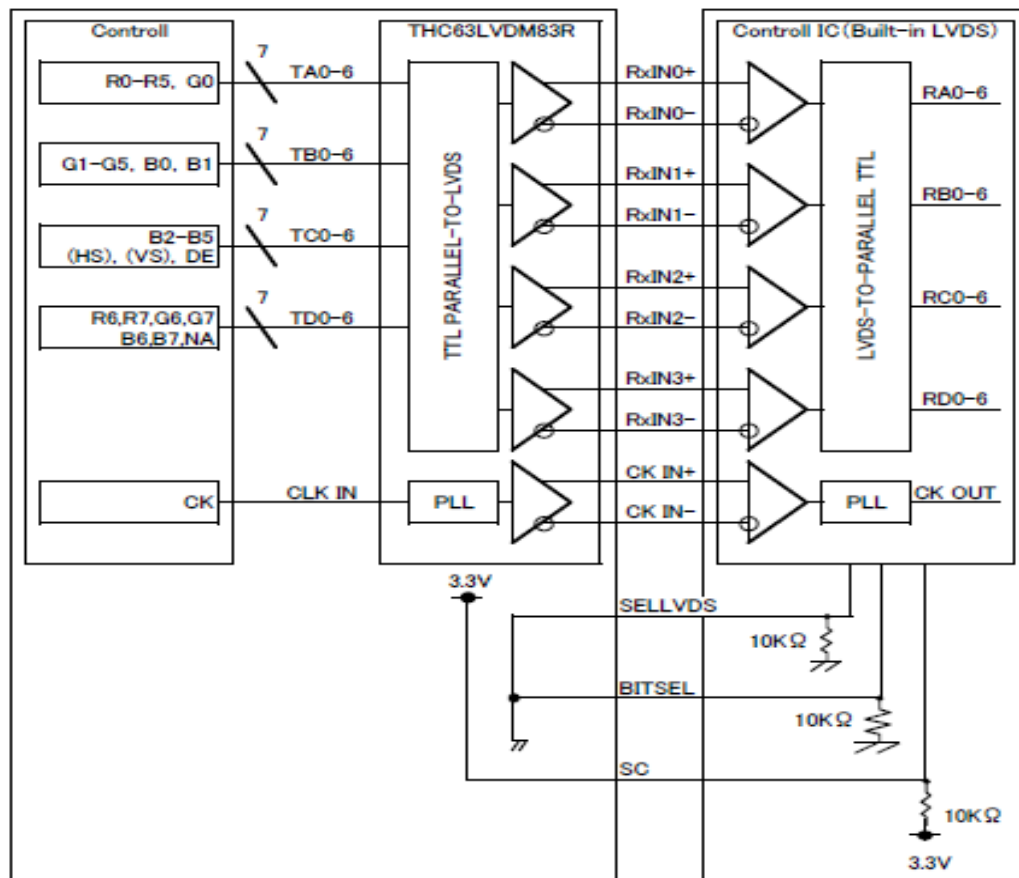 Controll
THC63LVDM83R
Controll IC(Built-in LVDS)
R0-R5, G0
7
TA0-6
RxIN0+
RxIN0-
RA0-6
G1-G5, B0, B1
7
TB0-6
RxIN1+
RxIN1-
RB0-6
B2-B5
(HS), (VS), DE
7
TC0-6
RxIN2+
RxIN2-
RC0-6
R6,R7,G6,G7
B6,B7,NA
7
TD0-6
RxIN3+
RxIN3-
RD0-6
TTL PARALLEL-TO-LVDS
LVDS-TO-PARALLEL TTL
CK
CLK IN
PLL
CK IN+
CK IN-
PLL
CK OUT
3.3V
SELLVDS
10KΩ
BITSEL
10KΩ
SC
10KΩ
3.3V